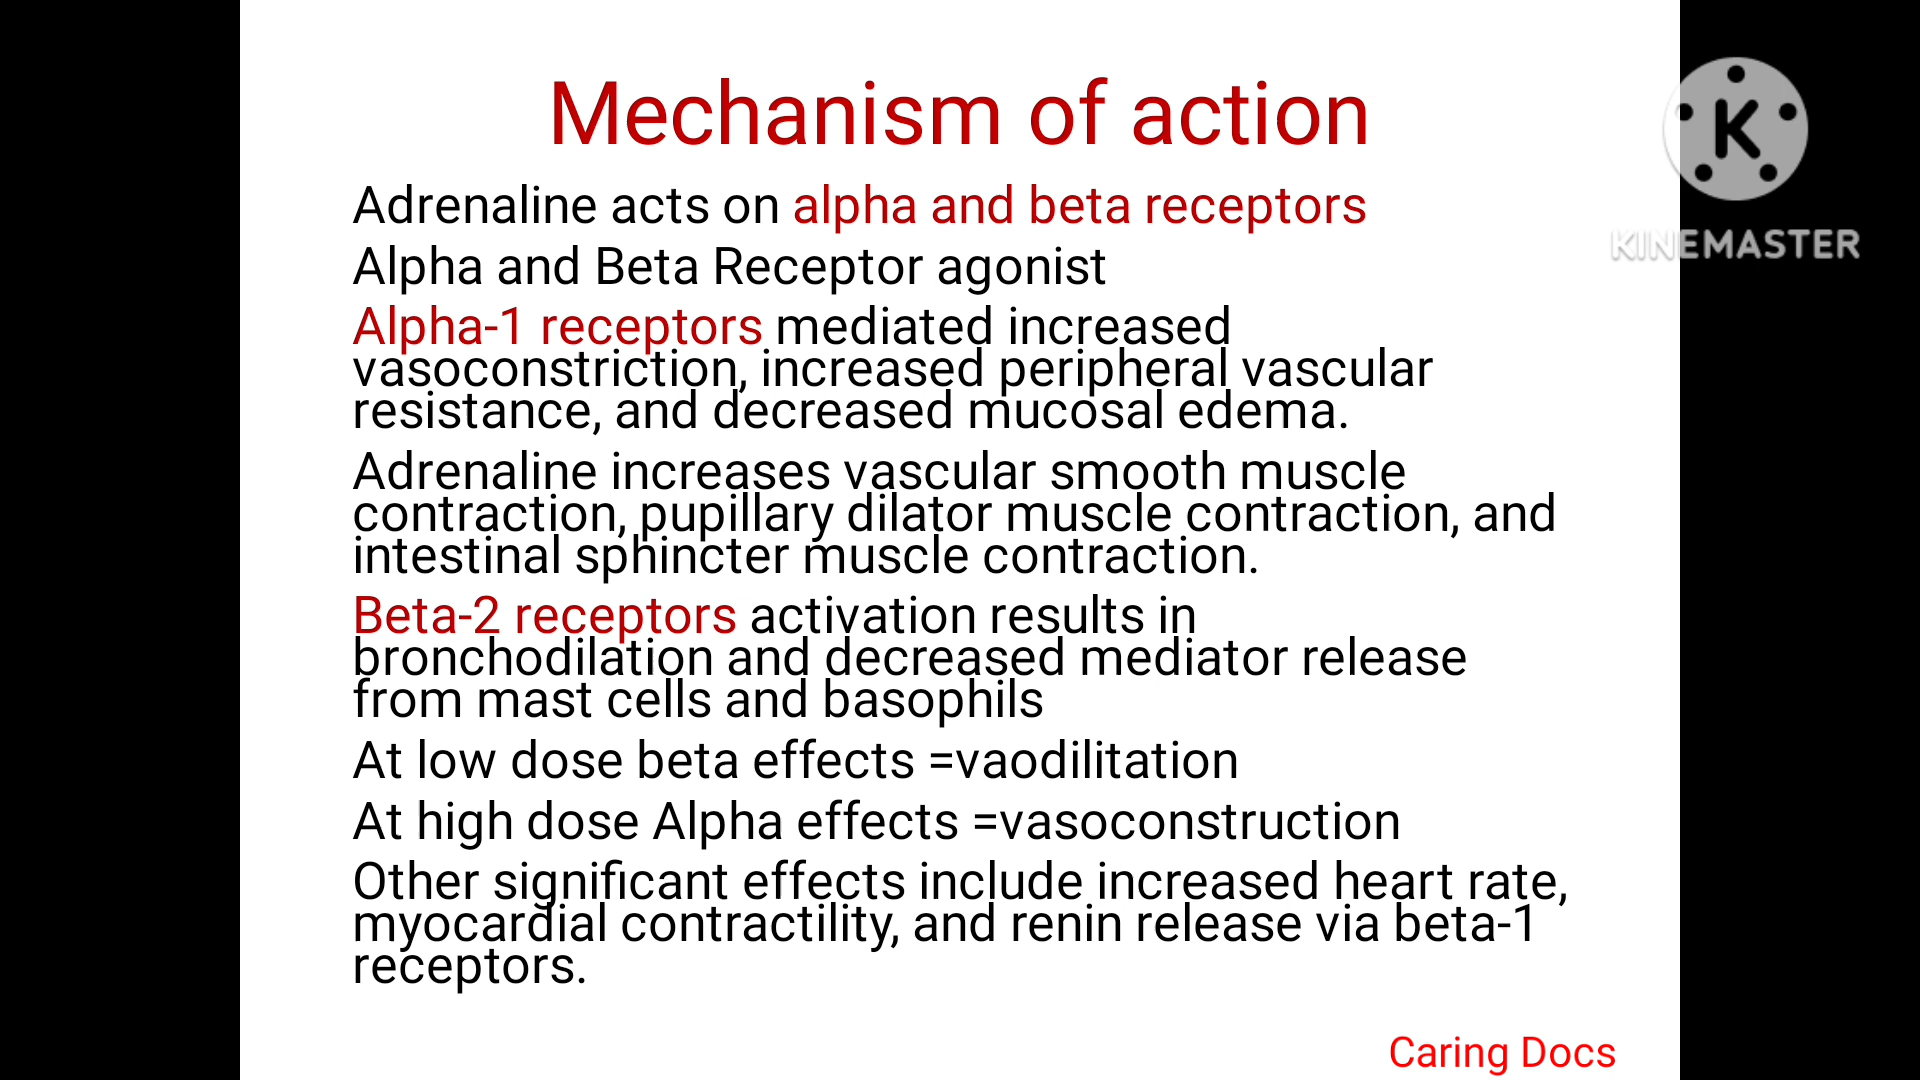 Mechanism of action
K
KINEMASTER
Adrenaline acts on alpha and beta receptors
Alpha and Beta Receptor agonist
Alpha-1 receptors mediated increased
vasoconstriction, increased peripheral vascular
resistance, and decreased mucosal edema.
Adrenaline increases vascular smooth muscle
contraction, pupillary dilator muscle contraction, and
intestinal sphincter muscle contraction.
Beta-2 receptors activation results in
bronchodilation and decreased mediator release
from mast cells and basophils
At low dose beta effects =vaodilitation
At high dose Alpha effects =vasoconstruction
Other significant effects include increased heart rate,
myocardial contractility, and renin release via beta-1
receptors.
Caring Docs